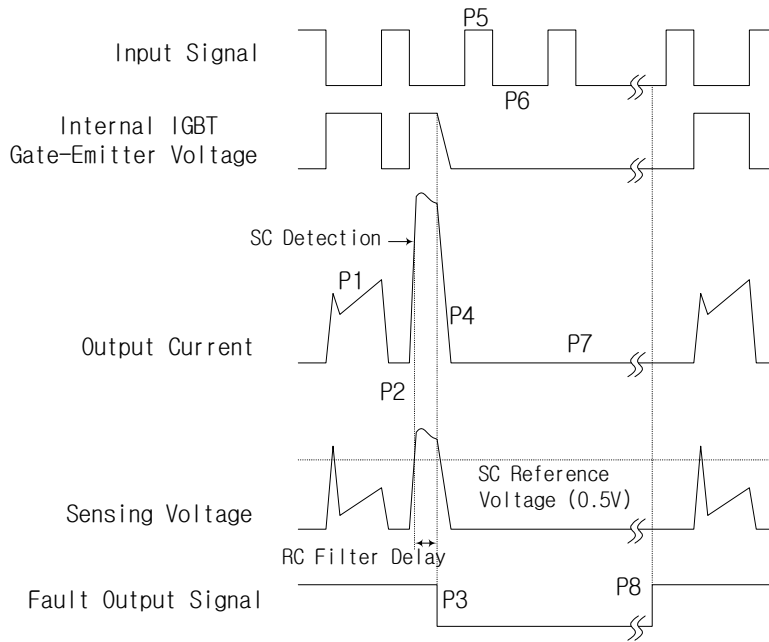 P5
Input Signal
P6
Internal IGBT
Gate-Emitter Voltage
SC Detection
P1
P4
Output Current
P7
P2
SC Reference
Voltage (0.5V)
Sensing Voltage
RC Filter Delay
Fault Output Signal
P3
P8